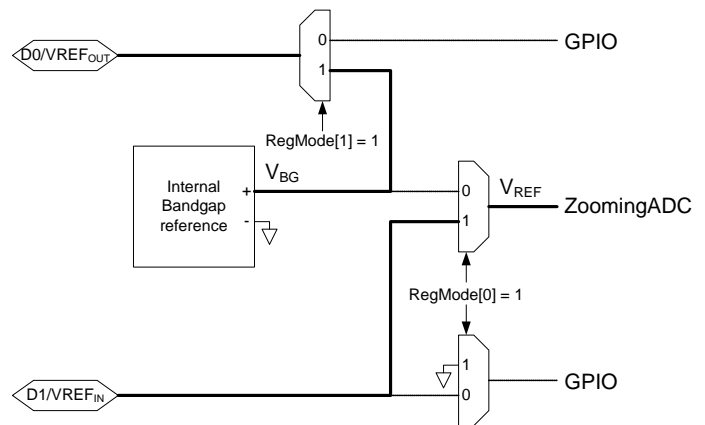 D0/VREFOUT
0
1
GPIO
RegMode[1] = 1
VBG
Internal
Bandgap
reference
+
-
0
1
VREF
ZoomingADC
RegMode[0] = 1
1
0
GPIO
D1/VREFIN